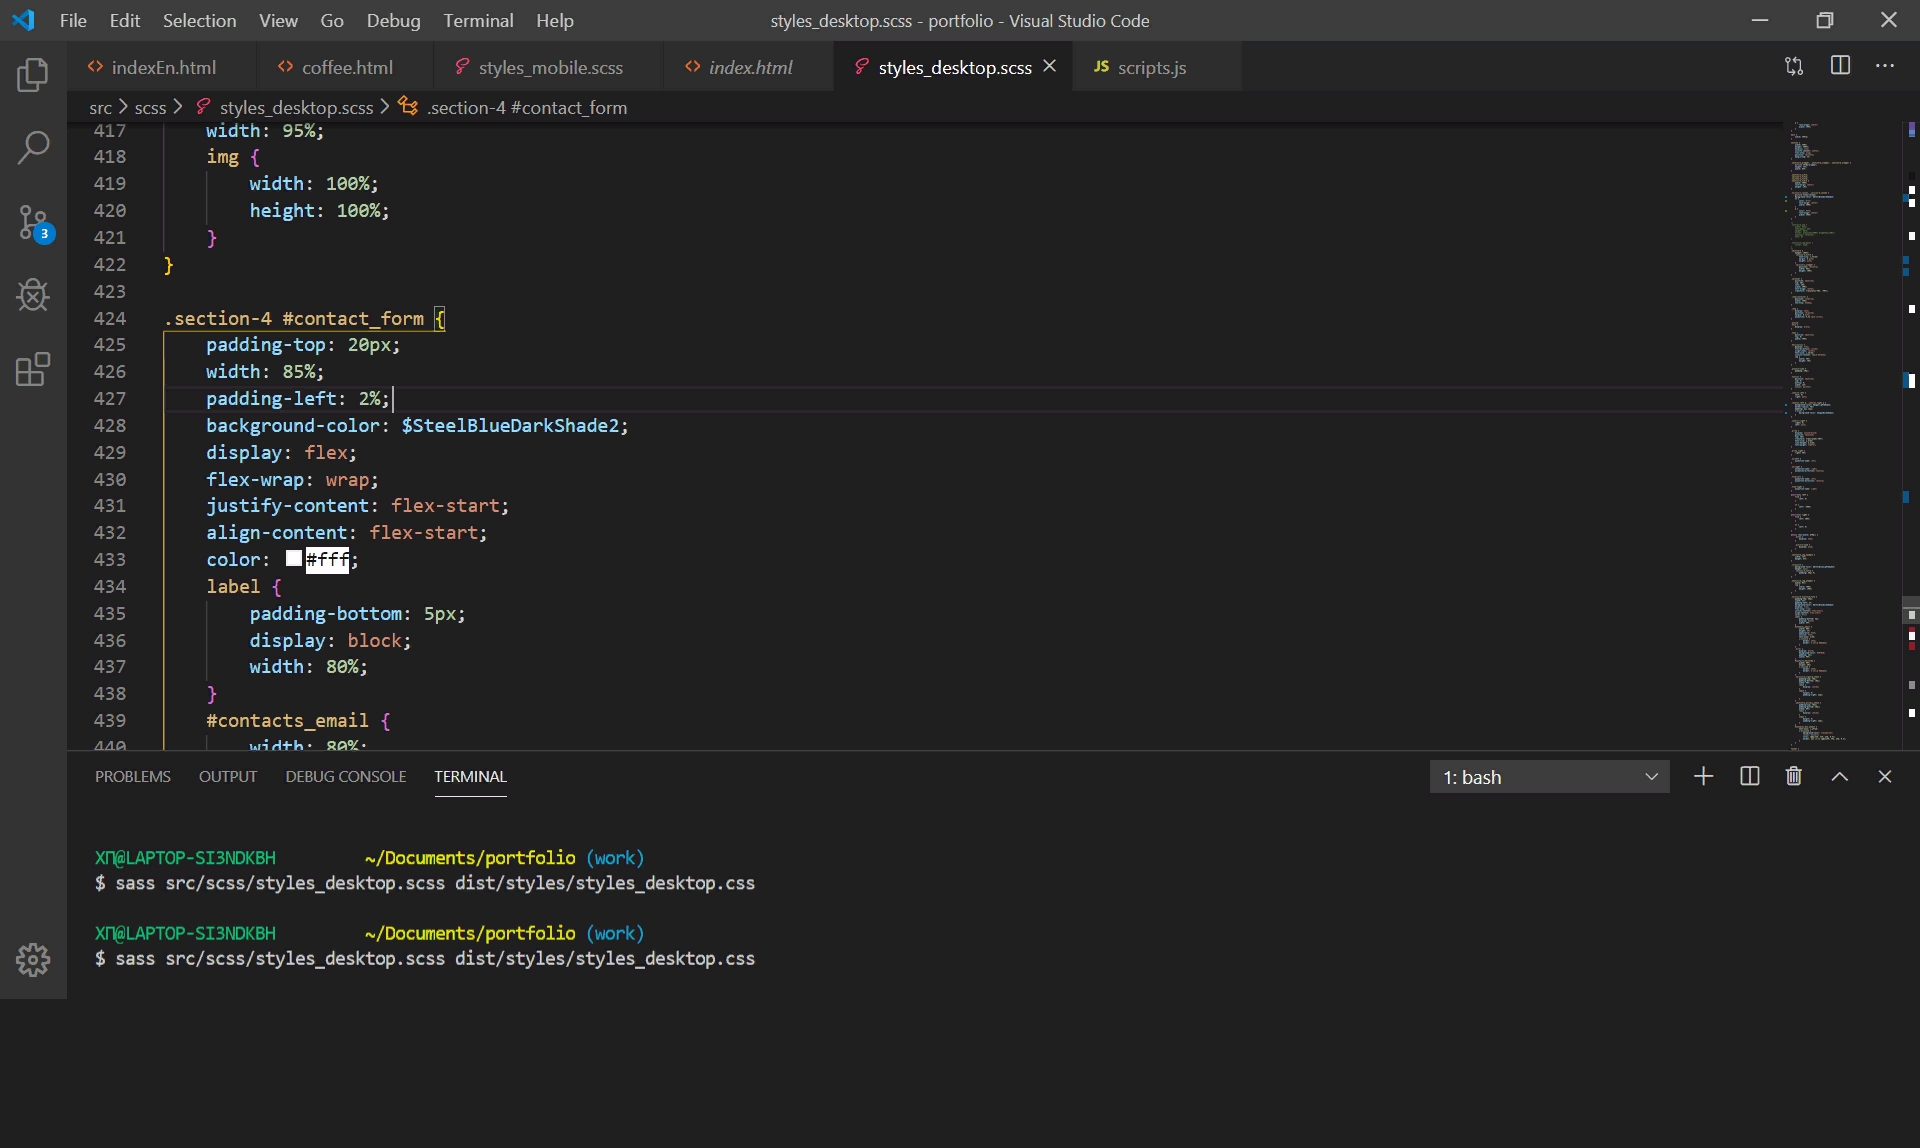 File Edit Selection View Go Debug Terminal Help styles_desktop.scss - portfolio - Visual Studio Code
indexEn.html coffee.html styles_mobile.scss index.html styles_desktop.scss JS scripts.js
src > scss > styles_desktop.scss > .section-4 #contact_form
417 width: 95%;
418 img {
419 width: 100%;
420 height: 100%;
421 }
422 }
423
424 .section-4 #contact_form {
425 padding-top: 20px;
426 width: 85%;
427 padding-left: 2%;
428 background-color: $SteelBlueDarkShade2;
429 display: flex;
430 flex-wrap: wrap;
431 justify-content: flex-start;
432 align-content: flex-start;
433 color: #fff;
434 label {
435 padding-bottom: 5px;
436 display: block;
437 width: 80%;
438 }
439 #contacts_email {
440 width: 80%;
3
PROBLEMS OUTPUT DEBUG CONSOLE TERMINAL 1: bash
ХП@LAPTOP-SI3NDKBH ~/Documents/portfolio (work)
$ sass src/scss/styles_desktop.scss dist/styles/styles_desktop.css
ХП@LAPTOP-SI3NDKBH ~/Documents/portfolio (work)
$ sass src/scss/styles_desktop.scss dist/styles/styles_desktop.css